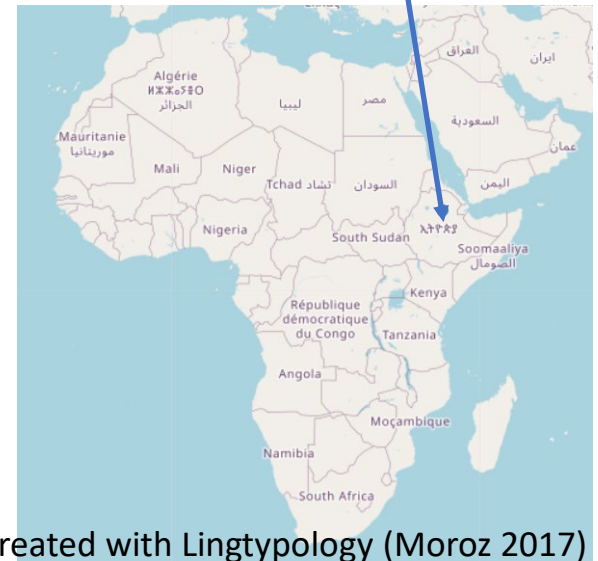 العراق
ایران
Algérie
ⵍⵣⵣⴰⵢⴻⵔ
الجزائر
ليبيا
مصر
السعودية
عمان
Mauritanie
موريتانيا
Mali
Niger
Tchad تشاد
السودان
اليمن
Nigeria
South Sudan
ኢትዮጵያ
Soomaaliya
الصومال
République
démocratique
du Congo
Kenya
Tanzania
Angola
Moçambique
Namibia
South Africa
reated with Lingtypology (Moroz 2017)